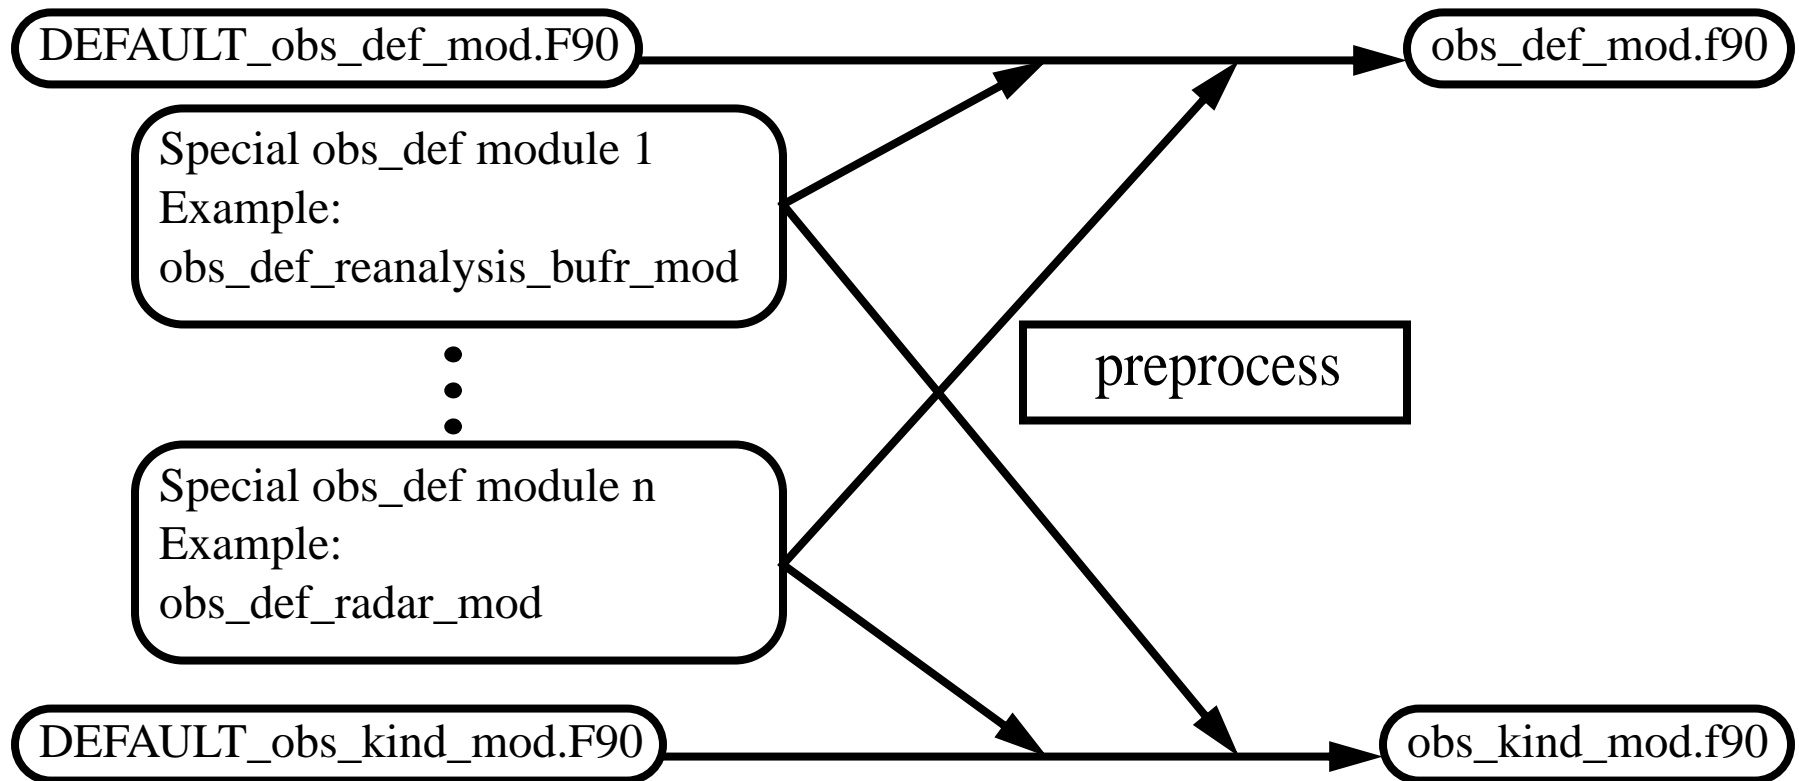 DEFAULT_obs_def_mod.F90
obs_def_mod.f90
Special obs_def module 1
Example:
obs_def_reanalysis_bufr_mod
preprocess
Special obs_def module n
Example:
obs_def_radar_mod
DEFAULT_obs_kind_mod.F90
obs_kind_mod.f90